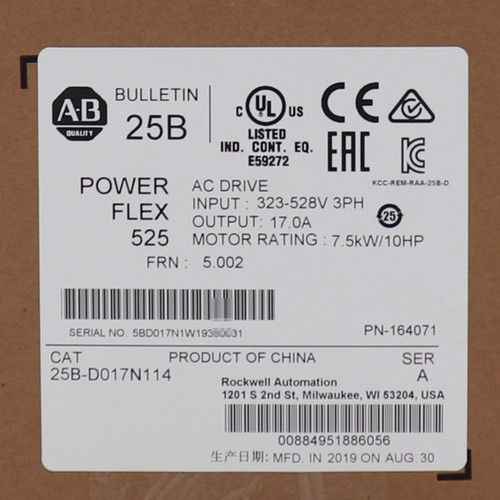 A-B
QUALITY
BULLETIN
25B
C UL US
LISTED
IND. CONT. EQ.
E59272
CE
EAC
KCC-REM-RAA-25B-D
POWER
FLEX
525
AC DRIVE
INPUT : 323-528V 3PH
OUTPUT: 17.0A
MOTOR RATING : 7.5kW/10HP
25
FRN : 5.002
PN-164071
CAT
25B-D017N114
PRODUCT OF CHINA
SER
A
Rockwell Automation
1201 S 2nd St, Milwaukee, WI 53204, USA
00884951886056
生产日期: MFD. IN 2019 ON AUG.30
SERIAL NO.